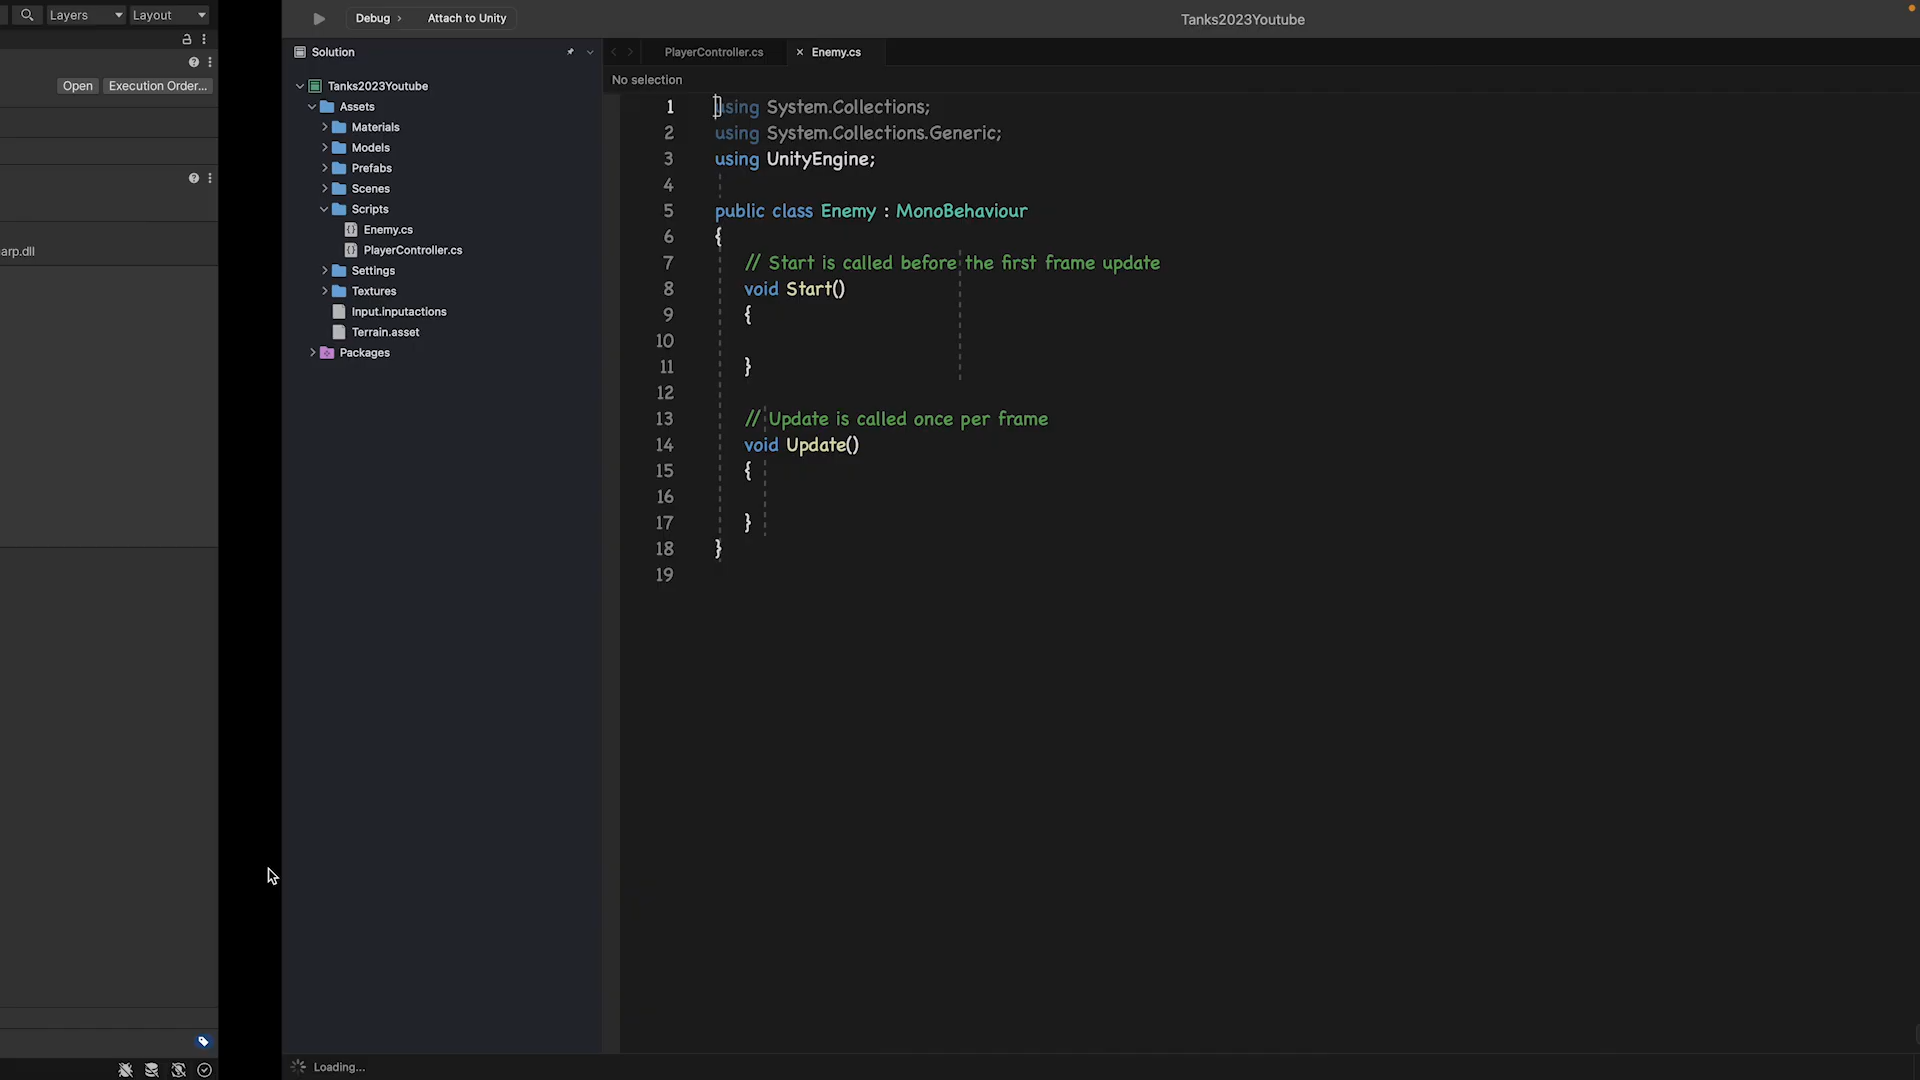 Layers
Layout
Open
Execution Order...
arp.dll
Debug
Attach to Unity
Tanks2023Youtube
Solution
Tanks2023Youtube
Assets
Materials
Models
Prefabs
Scenes
Scripts
Enemy.cs
PlayerController.cs
Settings
Textures
Input.inputactions
Terrain.asset
Packages
PlayerController.cs
Enemy.cs
No selection
1 using System.Collections;
2 using System.Collections.Generic;
3 using UnityEngine;
4
5 public class Enemy : MonoBehaviour
6 {
7 // Start is called before the first frame update
8 void Start()
9 {
10
11 }
12
13 // Update is called once per frame
14 void Update()
15 {
16
17 }
18 }
19
Loading...